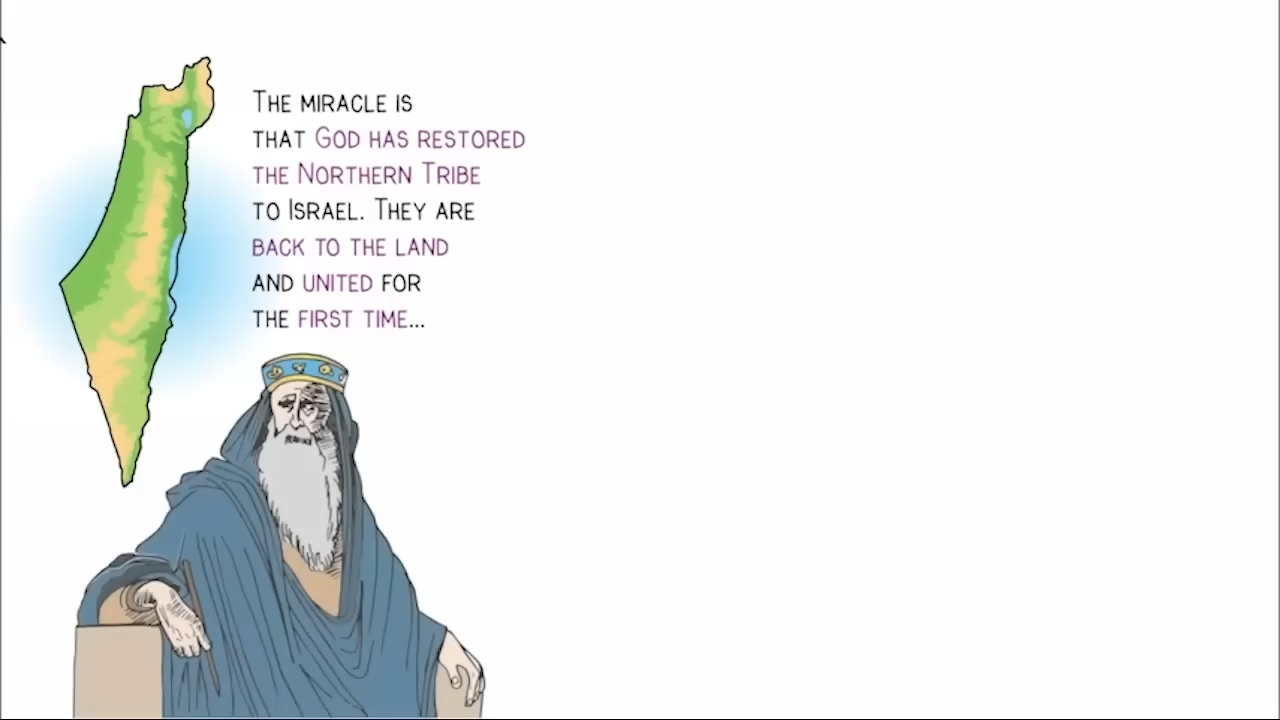 The miracle is
that God has restored
the Northern Tribe
to Israel. They are
back to the land
and united for
the first time...